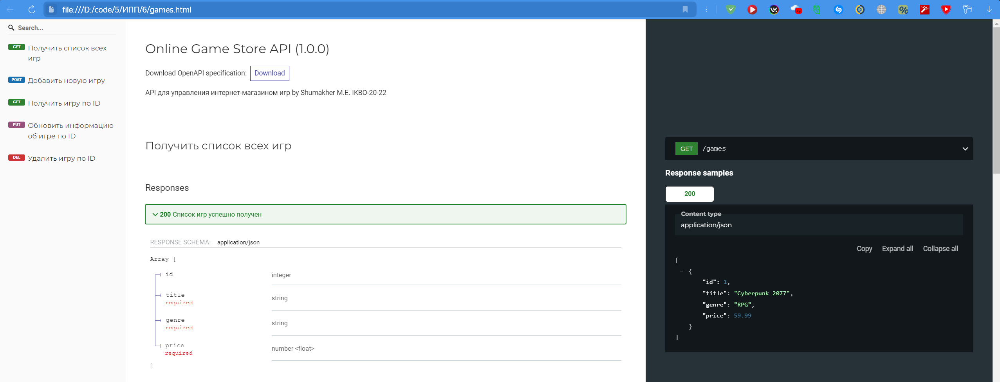 file:///D:/code/5/ИПП/6/games.html
Search...
GET Получить список всех
игр
POST Добавить новую игру
GET Получить игру по ID
PUT Обновить информацию
об игре по ID
DEL Удалить игру по ID
Online Game Store API (1.0.0)
Download OpenAPI specification: Download
API для управления интернет-магазином игр by Shumakher M.E. IKBO-20-22
Получить список всех игр
Responses
200 Список игр успешно получен
RESPONSE SCHEMA: application/json
Array [
id integer
title string
required
genre string
required
price number <float>
required
]
GET /games
Response samples
200
Content type
application/json
Copy Expand all Collapse all
[
- {
"id": 1,
"title": "Cyberpunk 2077",
"genre": "RPG",
"price": 59.99
}
]